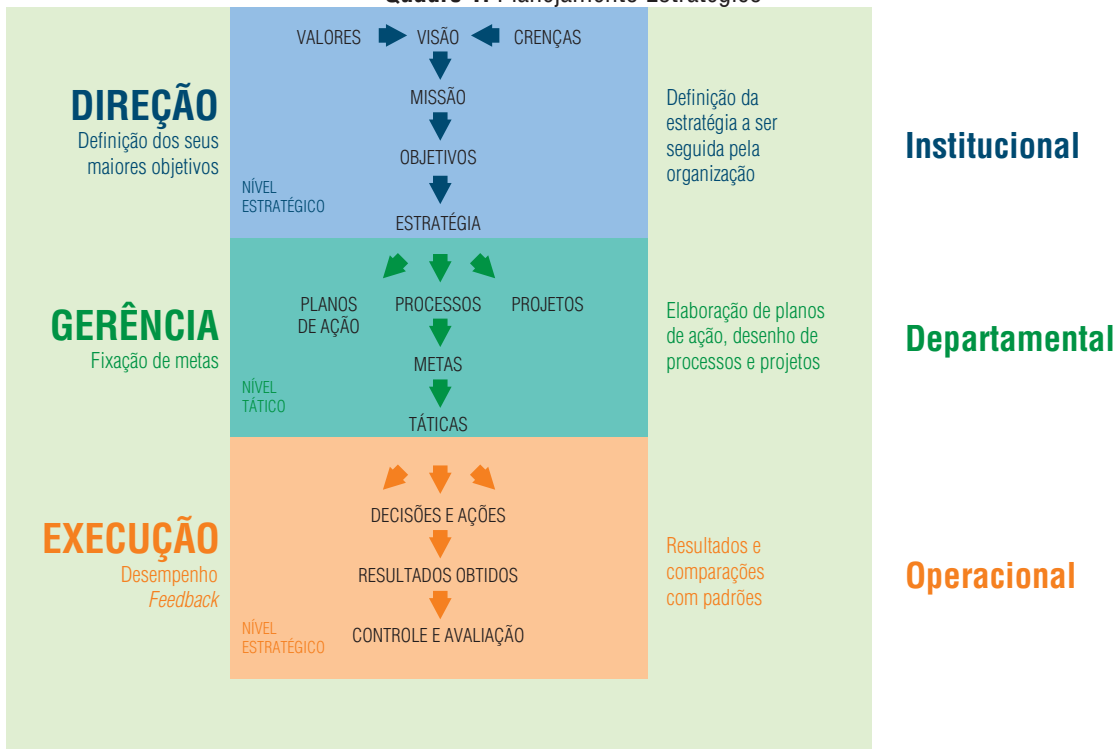 Quadro 1. Planejamento Estratégico
VALORES VISÃO CRENÇAS
MISSÃO
OBJETIVOS
ESTRATÉGIA
DIREÇÃO
Definição dos seus
maiores objetivos
NÍVEL
ESTRATÉGICO
Definição da
estratégia a ser
seguida pela
organização
Institucional
PLANOS
DE AÇÃO
PROCESSOS
PROJETOS
METAS
TÁTICAS
GERÊNCIA
Fixação de metas
NÍVEL
TÁTICO
Elaboração de planos
de ação, desenho de
processos e projetos
Departamental
DECISÕES E AÇÕES
RESULTADOS OBTIDOS
CONTROLE E AVALIAÇÃO
EXECUÇÃO
Desempenho
Feedback
NÍVEL
ESTRATÉGICO
Resultados e
comparações
com padrões
Operacional